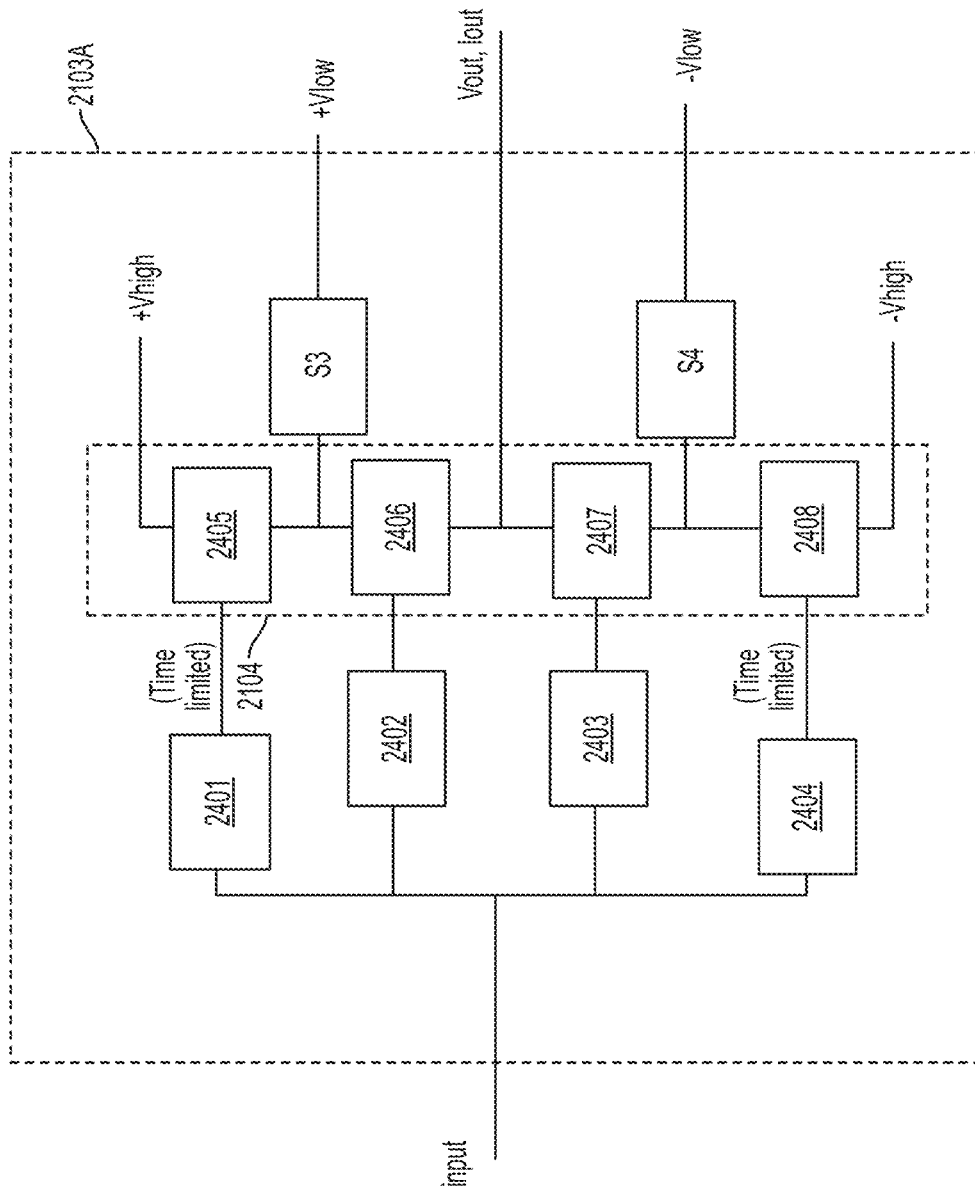 2103A
+Vhigh
+Vlow
Vout, Iout
-Vlow
-Vhigh
S3
S4
2405
2406
2407
2408
2104
(Time
limited)
(Time
limited)
2401
2402
2403
2404
input